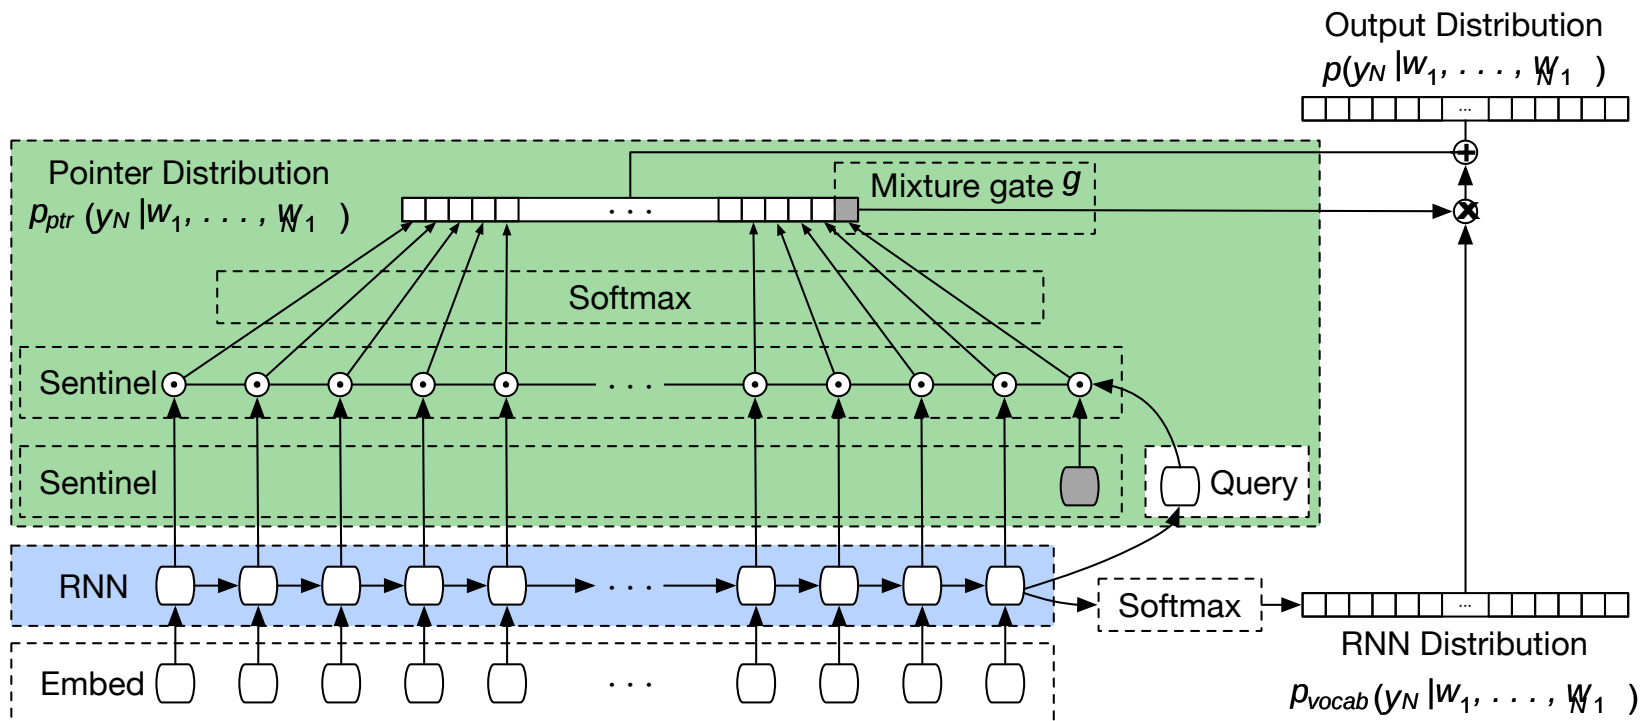 Output Distribution
p(yN |w1, . . . , wN 1 )
Pointer Distribution
pptr (yN |w1, . . . , wN 1 )
Mixture gate g
. . .
...
Softmax
Sentinel
. . .
Sentinel
Query
RNN
. . .
Softmax
...
RNN Distribution
Embed
. . .
pvocab(yN |w1, . . . , wN 1 )